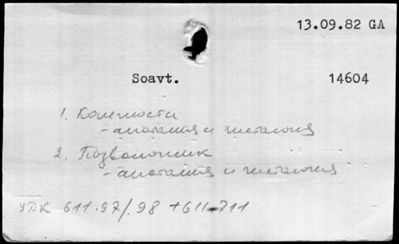 13.09.82 GA
Soavt. 14604
1. Конечности
- анатомия и гистология
2. Позвоночник
- анатомия и гистология
УДК 611.97/.98 + 611.711